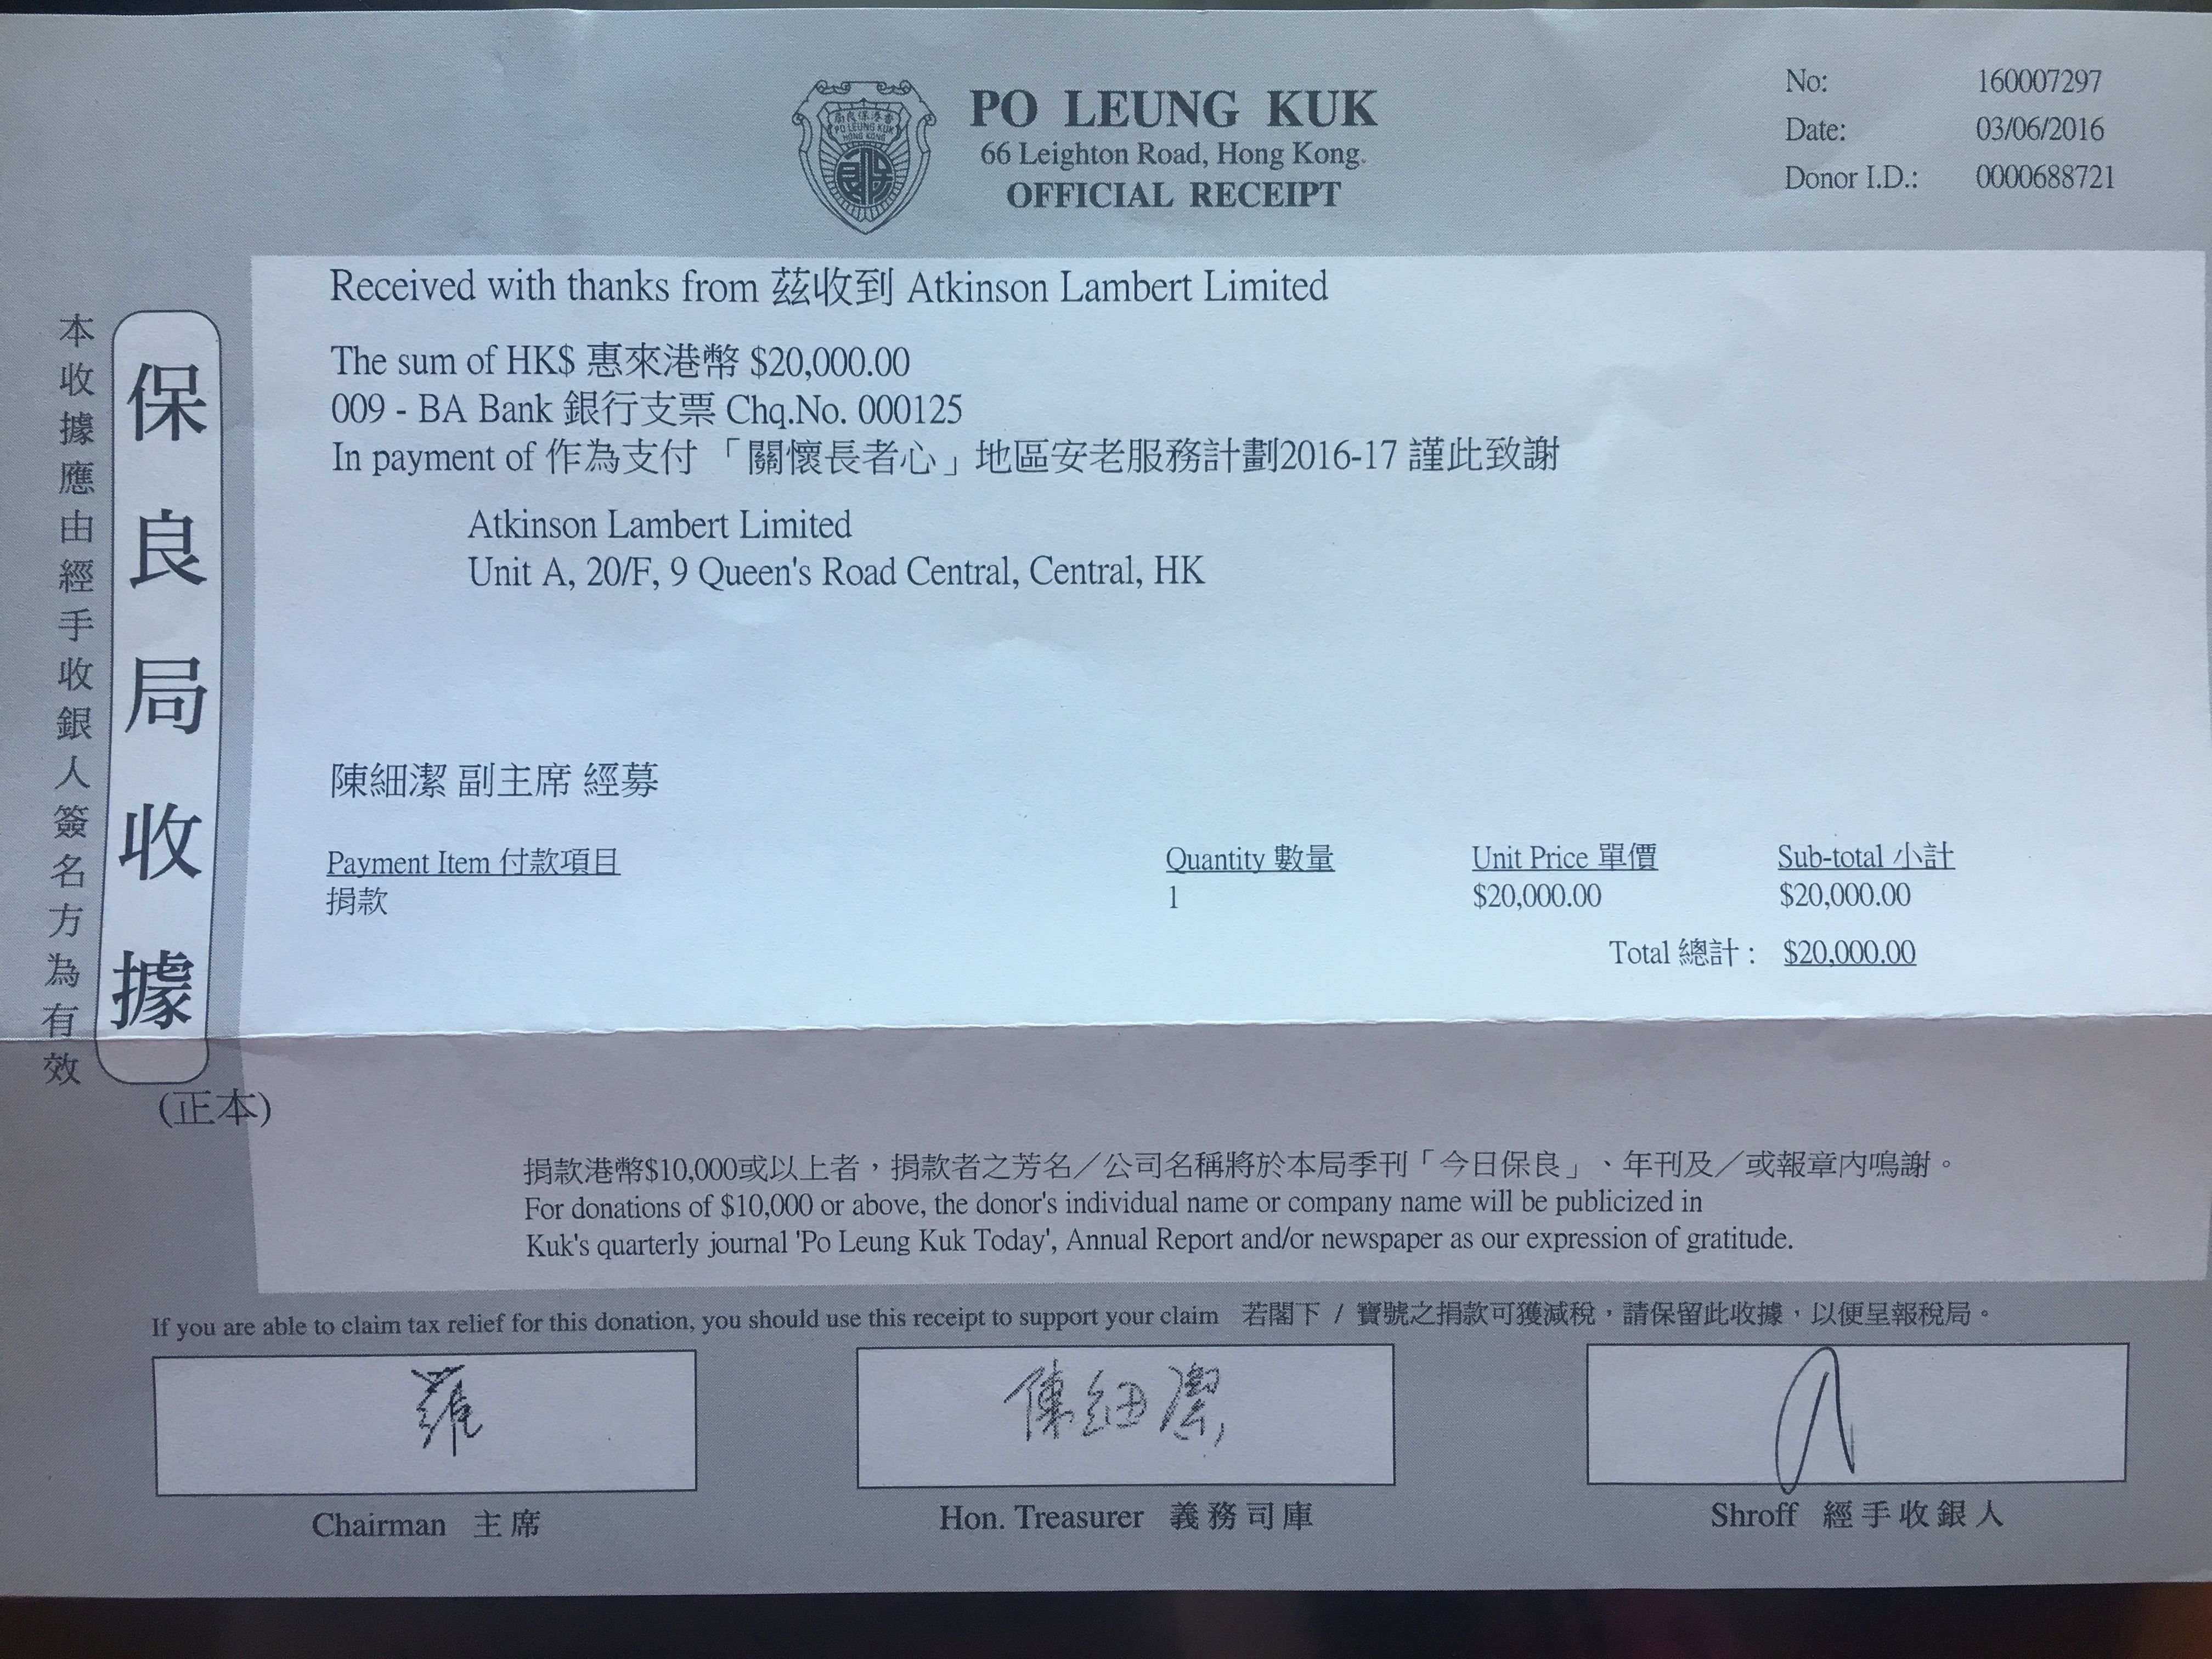 香港保良局
PO LEUNG KUK
HONG KONG
PO LEUNG KUK
66 Leighton Road, Hong Kong.
OFFICIAL RECEIPT
No: 160007297
Date: 03/06/2016
Donor I.D.: 0000688721
本收據應由經手收銀人簽名方為有效
保良局收據
(正本)
Received with thanks from 茲收到 Atkinson Lambert Limited
The sum of HK$ 惠來港幣 $20,000.00
009 - BA Bank 銀行支票 Chq.No. 000125
In payment of 作為支付 「關懷長者心」地區安老服務計劃2016-17 謹此致謝
Atkinson Lambert Limited
Unit A, 20/F, 9 Queen's Road Central, Central, HK
陳細潔 副主席 經募
Payment Item 付款項目 Quantity 數量 Unit Price 單價 Sub-total 小計
捐款 1 $20,000.00 $20,000.00
Total 總計 : $20,000.00
捐款港幣$10,000或以上者，捐款者之芳名／公司名稱將於本局季刊「今日保良」、年刊及／或報章內鳴謝。
For donations of $10,000 or above, the donor's individual name or company name will be publicized in
Kuk's quarterly journal 'Po Leung Kuk Today', Annual Report and/or newspaper as our expression of gratitude.
If you are able to claim tax relief for this donation, you should use this receipt to support your claim 若閣下 / 寶號之捐款可獲減稅，請保留此收據，以便呈報稅局。
陳細潔
Chairman 主席 Hon. Treasurer 義務司庫 Shroff 經手收銀人